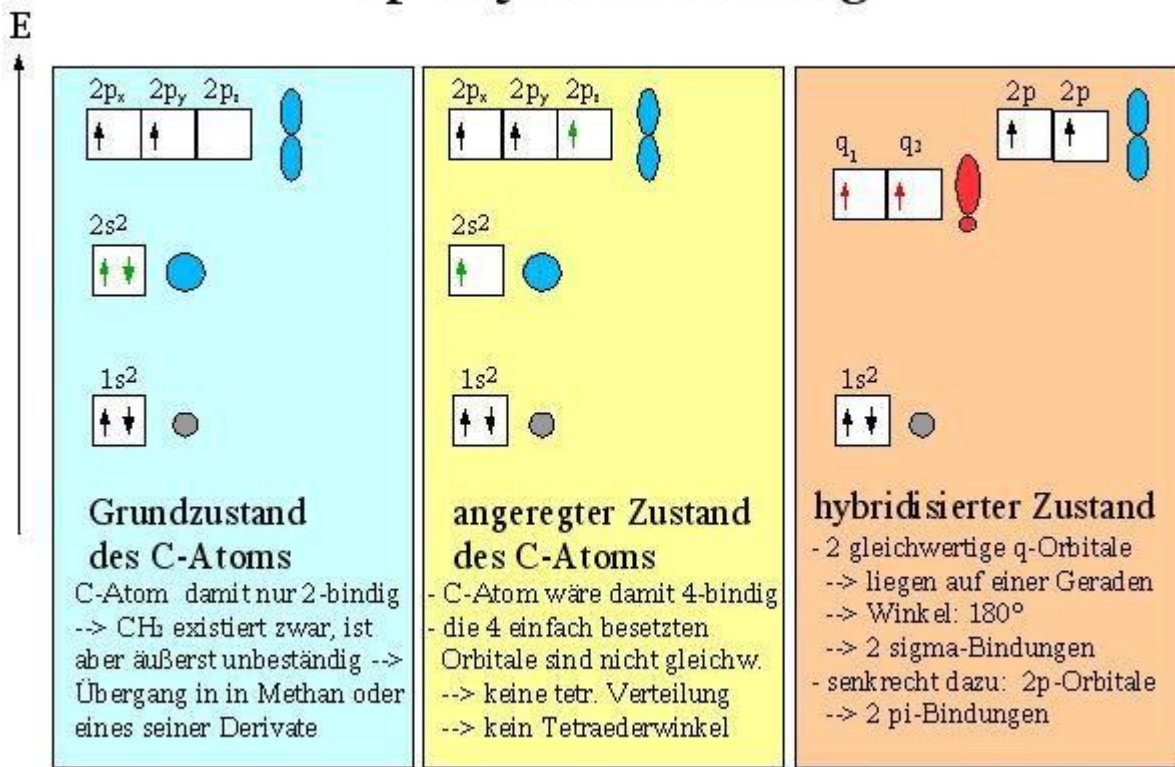 E
2px 2py 2pz
2s²
1s²
Grundzustand
des C-Atoms
C-Atom damit nur 2-bindig
--> CH₂ existiert zwar, ist
aber äußerst unbeständig -->
Übergang in in Methan oder
eines seiner Derivate
2px 2py 2pz
2s²
1s²
angeregter Zustand
des C-Atoms
- C-Atom wäre damit 4-bindig
- die 4 einfach besetzten
Orbitale sind nicht gleichw.
--> keine tetr. Verteilung
--> kein Tetraederwinkel
2p 2p
q₁ q₂
1s²
hybridisierter Zustand
- 2 gleichwertige q-Orbitale
--> liegen auf einer Geraden
--> Winkel: 180°
--> 2 sigma-Bindungen
- senkrecht dazu: 2p-Orbitale
--> 2 pi-Bindungen